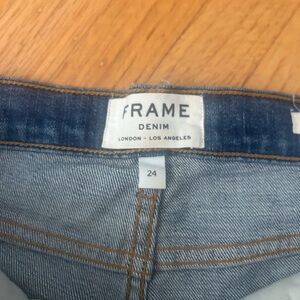 FRAME
DENIM
LONDON - LOS ANGELES
24